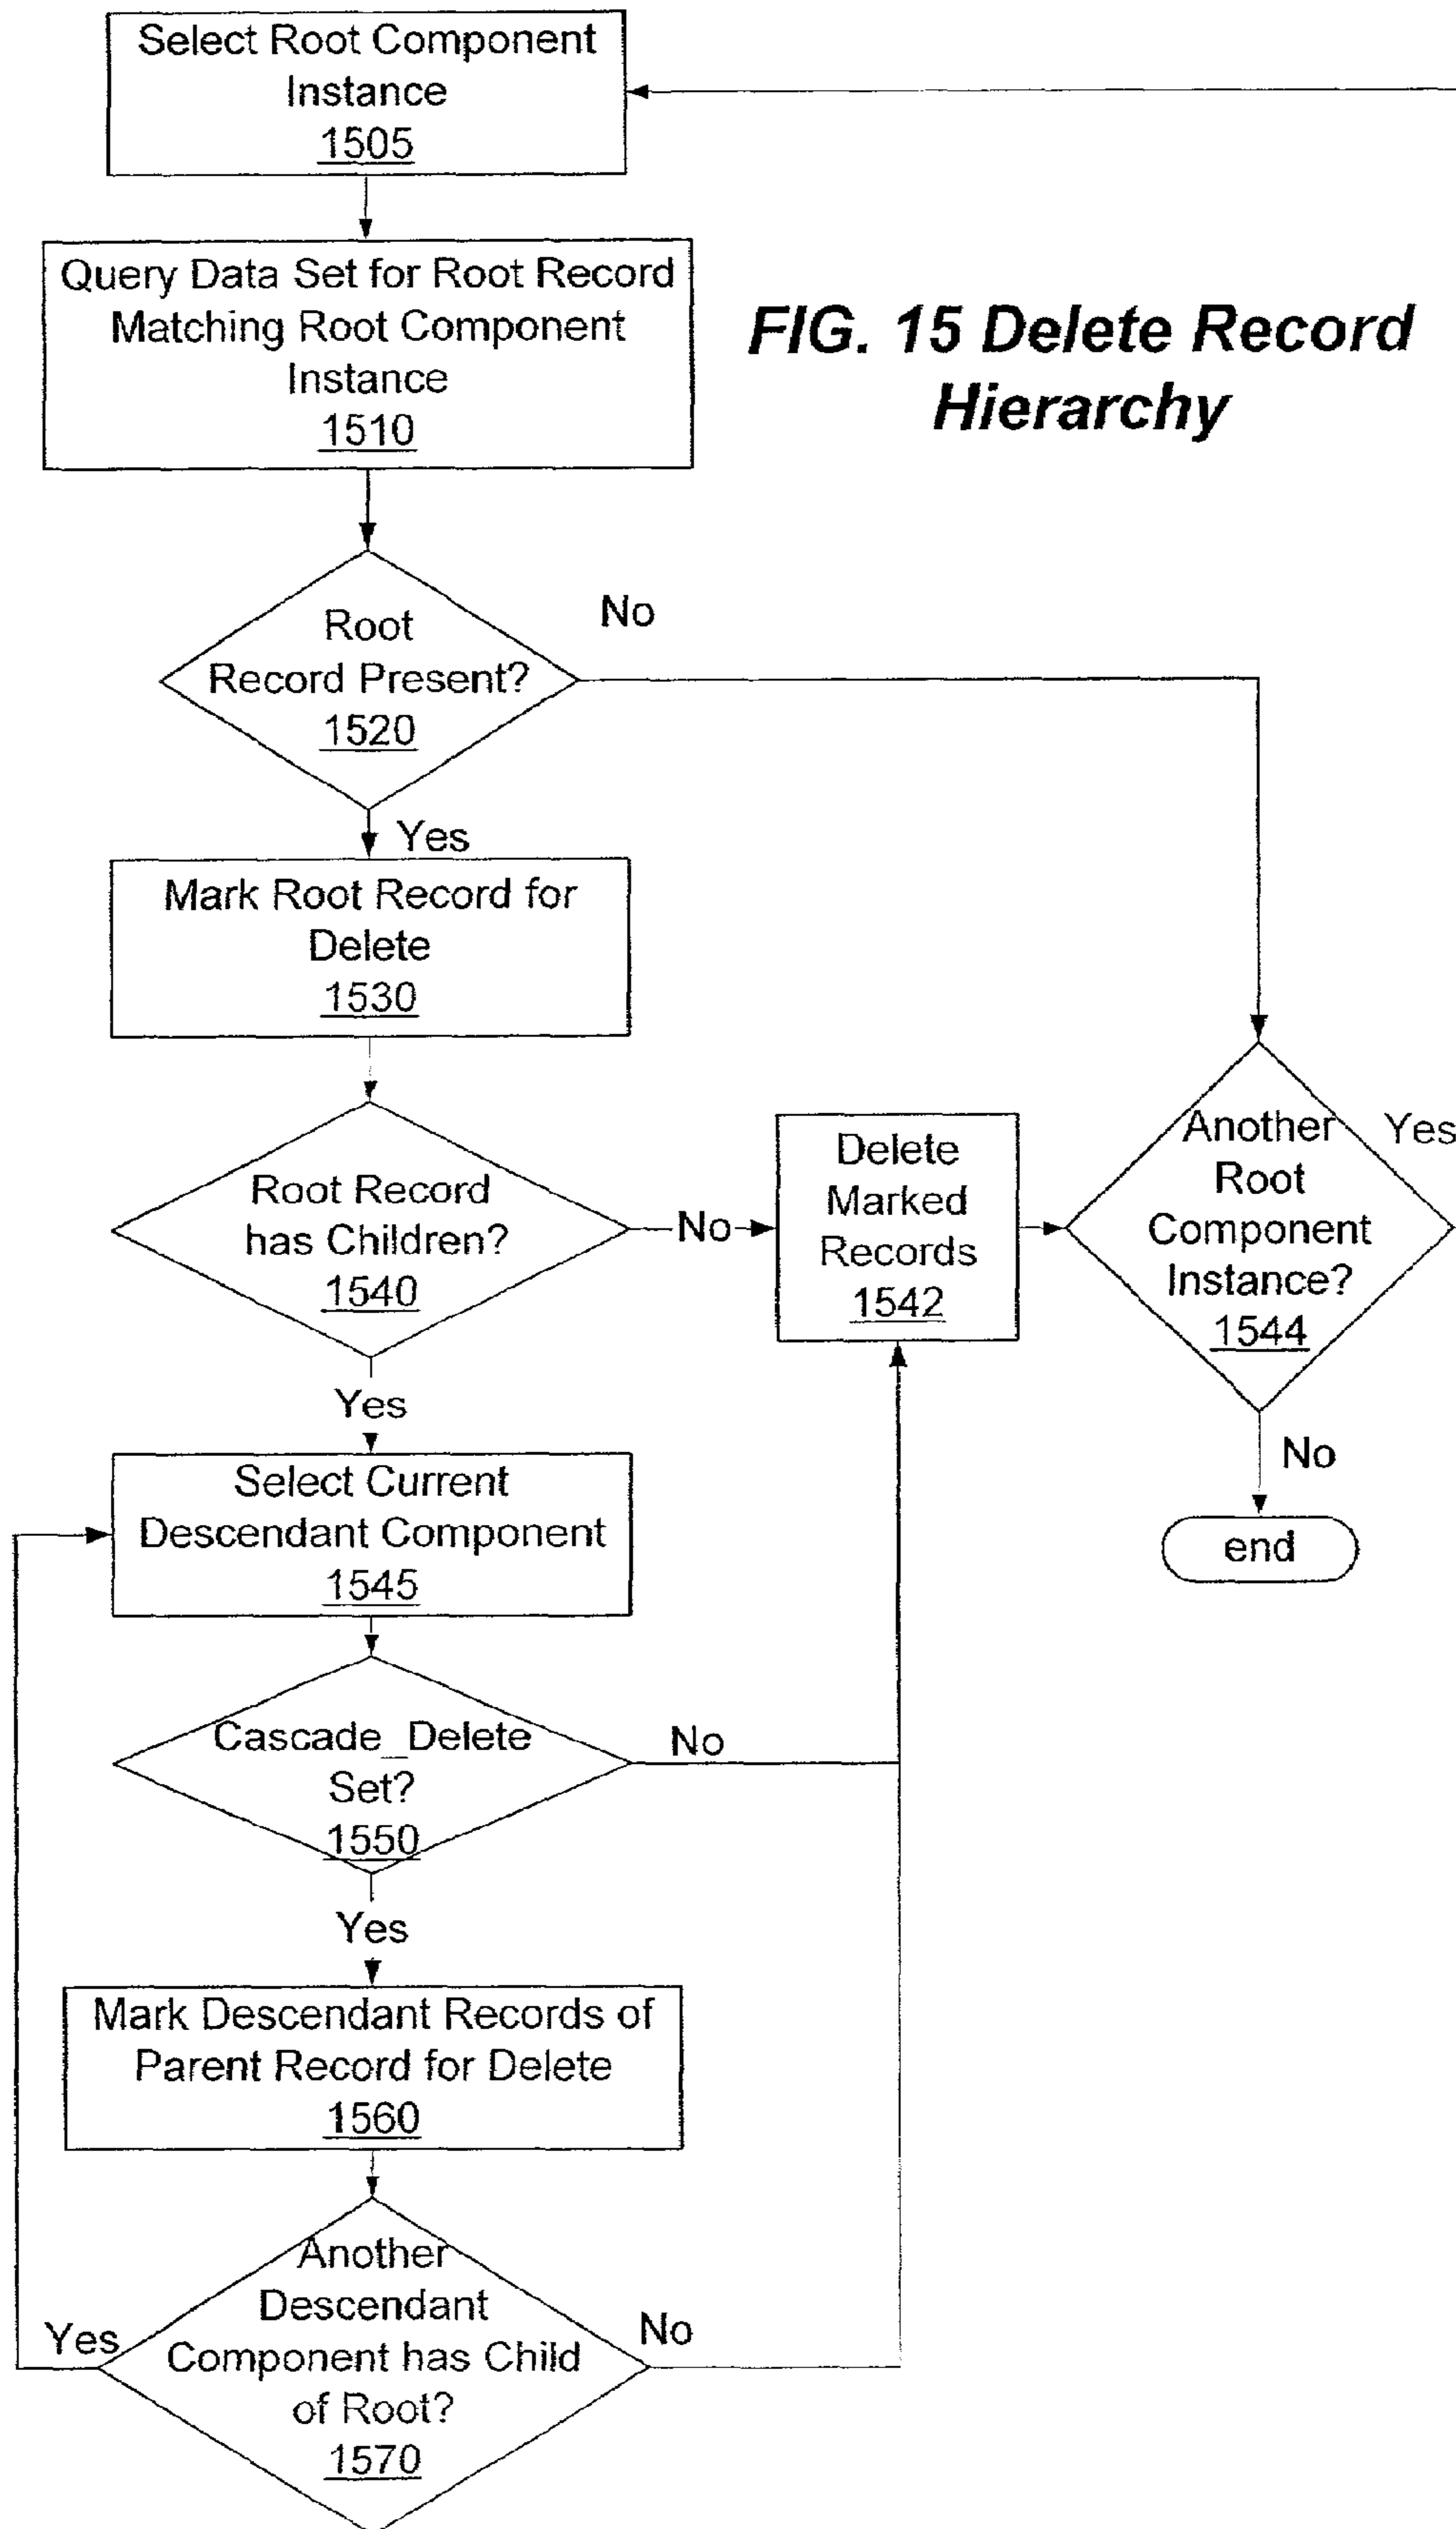 Select Root Component
Instance
1505
Query Data Set for Root Record
Matching Root Component
Instance
1510
FIG. 15 Delete Record
Hierarchy
Root
Record Present?
1520
No
Yes
Mark Root Record for
Delete
1530
Root Record
has Children?
1540
No
Delete
Marked
Records
1542
Another
Root
Component
Instance?
1544
Yes
No
end
Yes
Select Current
Descendant Component
1545
Cascade_Delete
Set?
1550
No
Yes
Mark Descendant Records of
Parent Record for Delete
1560
Another
Descendant
Component has Child
of Root?
1570
Yes
No